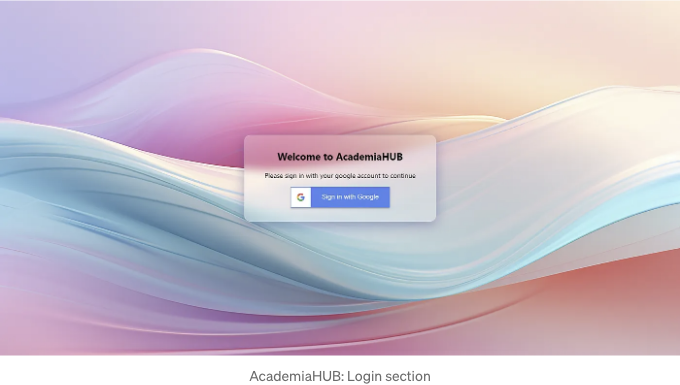 Welcome to AcademiaHUB
Please sign in with your google account to continue
Sign in with Google
AcademiaHUB: Login section